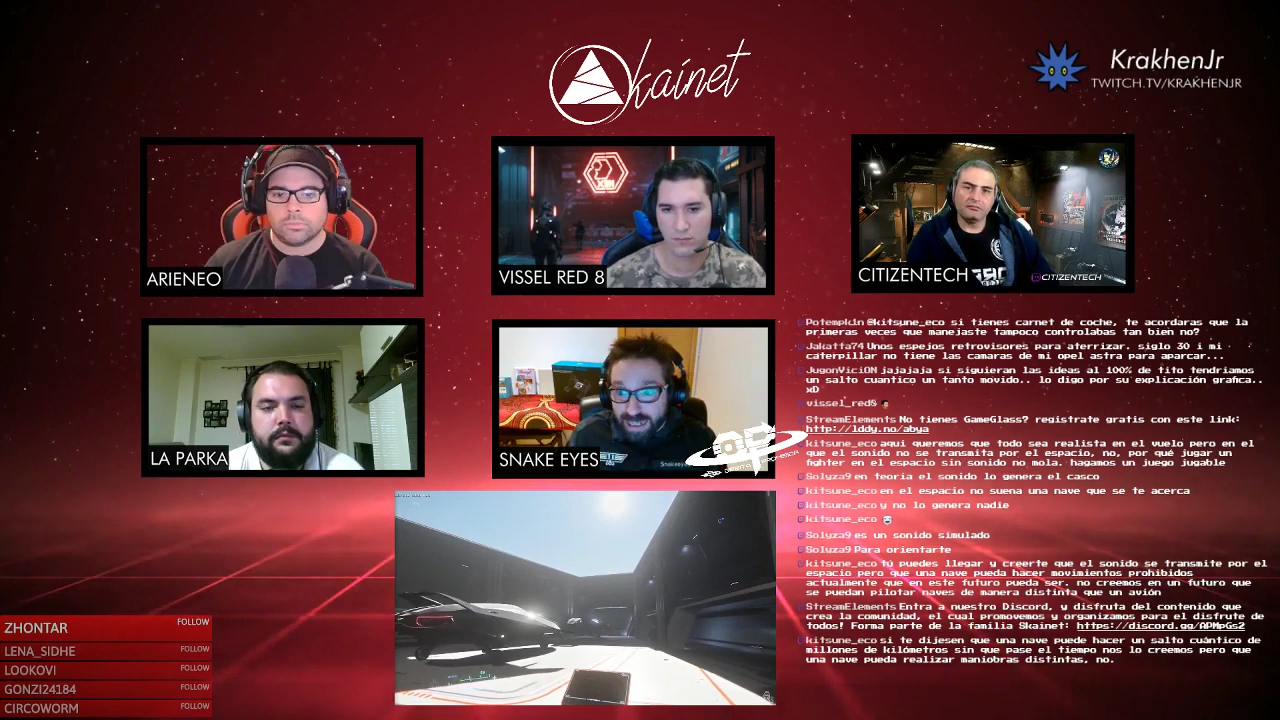 kainet
KrakhenJr
TWITCH.TV/KRAKHENJR
ARIENEO
VISSEL RED 8
CITIZENTECH
CITIZENTECH
LA PARKA
SNAKE EYES
Potempkin @kitsune_eco si tienes carnet de coche, te acordaras que la
primeras veces que manejaste tampoco controlabas tan bien no?
Jakatta74 Unos espejos retrovisores para aterrizar. siglo 30 i mi
caterpillar no tiene las camaras de mi opel astra para aparcar...
JugonViciON jajajaja si siguieran las ideas al 100% de tito tendriamos
un salto cuantico un tanto movido.. lo digo por su explicación grafica..
xD
vissel_red8
StreamElements No tienes GameGlass? registrate gratis con este link:
http://lddy.no/abya
kitsune_eco aqui queremos que todo sea realista en el vuelo pero en el
que el sonido no se transmita por el espacio, no, por qué jugar un
fighter en el espacio sin sonido no mola. hagamos un juego jugable
Solyza9 en teoria el sonido lo genera el casco
kitsune_eco en el espacio no suena una nave que se te acerca
kitsune_eco y no lo genera nadie
kitsune_eco
Solyza9 es un sonido simulado
Solyza9 Para orientarte
kitsune_eco tú puedes llegar y creerte que el sonido se transmite por el
espacio pero que una nave pueda hacer movimientos prohibidos
actualmente que en este futuro pueda ser. no creemos en un futuro que
se puedan pilotar naves de manera distinta que un avión
StreamElements Entra a nuestro Discord, y disfruta del contenido que
crea la comunidad, el cual promovemos y organizamos para el disfrute de
todos! Forma parte de la familia Skainet: https://discord.gg/APMpGs2
kitsune_eco si te dijesen que una nave puede hacer un salto cuántico de
millones de kilómetros sin que pase el tiempo nos lo creemos pero que
una nave pueda realizar maniobras distintas, no.
ZHONTAR FOLLOW
LENA_SIDHE FOLLOW
LOOKOVI FOLLOW
GONZI24184 FOLLOW
CIRCOWORM FOLLOW